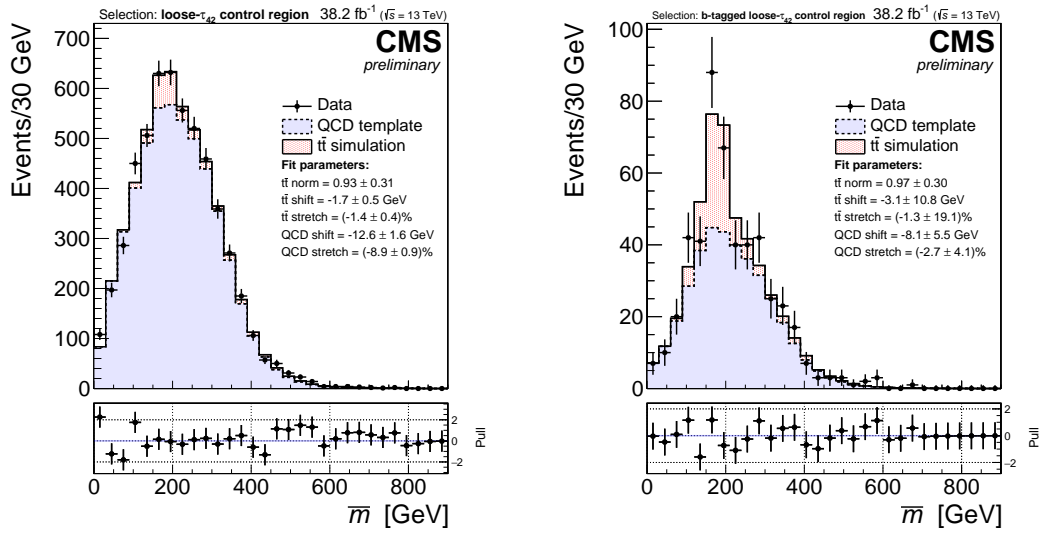 Selection: loose-τ42 control region 38.2 fb⁻¹ (√s = 13 TeV)
CMS
preliminary
Events/30 GeV
700
600
500
400
300
200
100
0
Data
QCD template
tt̄ simulation
Fit parameters:
tt̄ norm = 0.93 ± 0.31
tt̄ shift = -1.7 ± 0.5 GeV
tt̄ stretch = (-1.4 ± 0.4)%
QCD shift = -12.6 ± 1.6 GeV
QCD stretch = (-8.9 ± 0.9)%
2
0
−2
Pull
0 200 400 600 800
m̅ [GeV]
Selection: b-tagged loose-τ42 control region 38.2 fb⁻¹ (√s = 13 TeV)
CMS
preliminary
Events/30 GeV
100
80
60
40
20
0
Data
QCD template
tt̄ simulation
Fit parameters:
tt̄ norm = 0.97 ± 0.30
tt̄ shift = -3.1 ± 10.8 GeV
tt̄ stretch = (-1.3 ± 19.1)%
QCD shift = -8.1 ± 5.5 GeV
QCD stretch = (-2.7 ± 4.1)%
2
0
−2
Pull
0 200 400 600 800
m̅ [GeV]